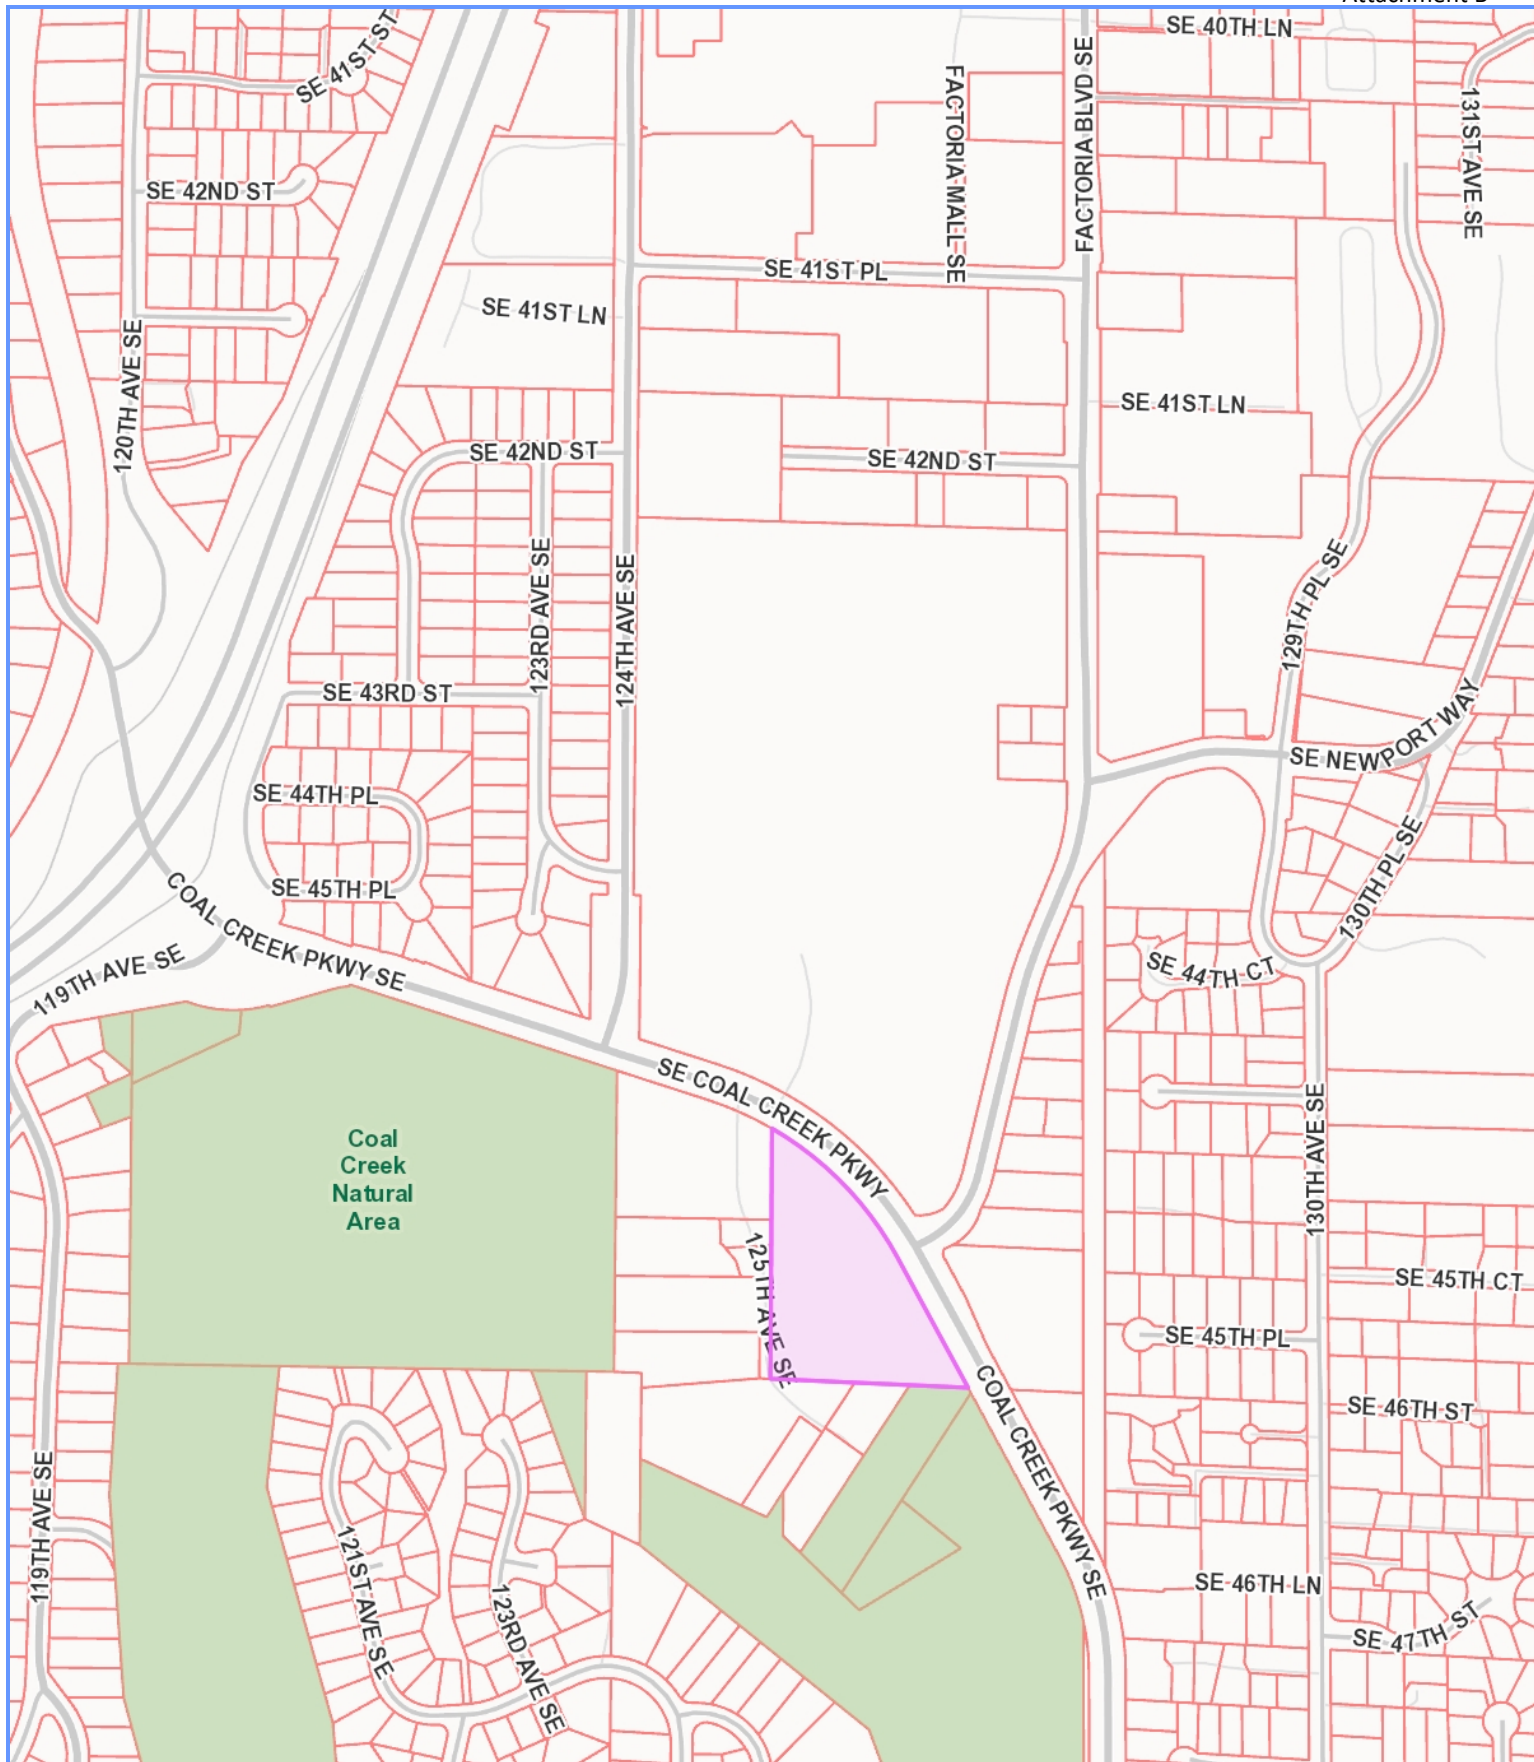 SE 40TH LN
SE 41ST ST
FACTORIA MALL SE
FACTORIA BLVD SE
131ST AVE SE
SE 42ND ST
SE 41ST PL
SE 41ST LN
120TH AVE SE
SE 41ST LN
SE 42ND ST
SE 42ND ST
123RD AVE SE
124TH AVE SE
129TH PL SE
SE 43RD ST
SE NEWPORT WAY
SE 44TH PL
130TH PL SE
SE 45TH PL
COAL CREEK PKWY SE
119TH AVE SE
SE 44TH CT
SE COAL CREEK PKWY
130TH AVE SE
Coal
Creek
Natural
Area
125TH AVE SE
SE 45TH CT
SE 45TH PL
COAL CREEK PKWY SE
SE 46TH ST
119TH AVE SE
121ST AVE SE
123RD AVE SE
SE 46TH LN
SE 47TH ST